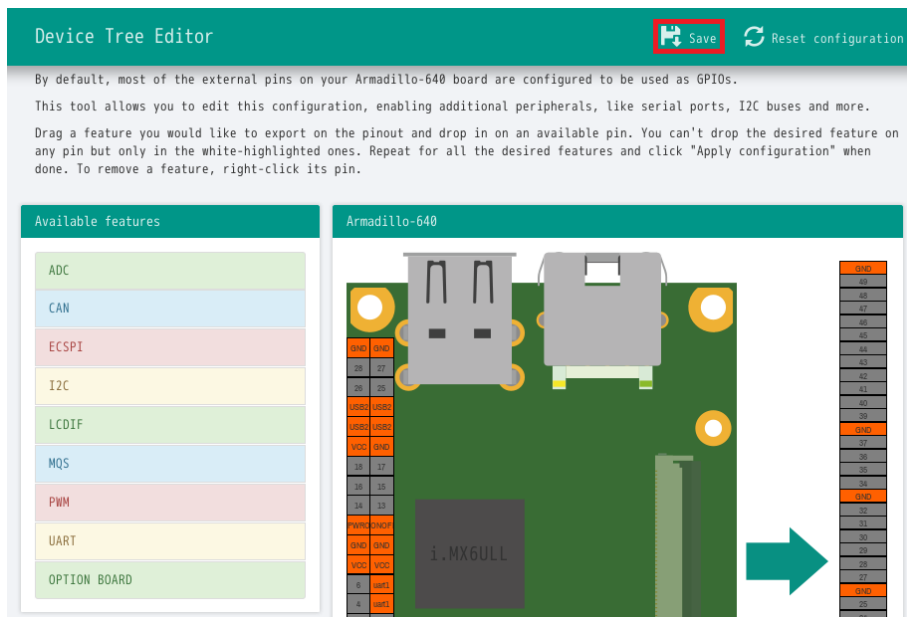 Device Tree Editor
Save
Reset configuration
By default, most of the external pins on your Armadillo-640 board are configured to be used as GPIOs.
This tool allows you to edit this configuration, enabling additional peripherals, like serial ports, I2C buses and more.
Drag a feature you would like to export on the pinout and drop in on an available pin. You can't drop the desired feature on
any pin but only in the white-highlighted ones. Repeat for all the desired features and click "Apply configuration" when
done. To remove a feature, right-click its pin.
Available features
ADC
CAN
ECSPI
I2C
LCDIF
MQS
PWM
UART
OPTION BOARD
Armadillo-640
GND GND
28 27
26 25
USB2 USB2
USB2 USB2
VCC GND
18 17
16 15
14 13
GND GND
VCC VCC
6 uart1
4 uart1
i.MX6ULL
GND
49
48
47
46
45
44
43
42
41
40
39
GND
37
36
35
34
GND
32
31
30
29
28
27
GND
25